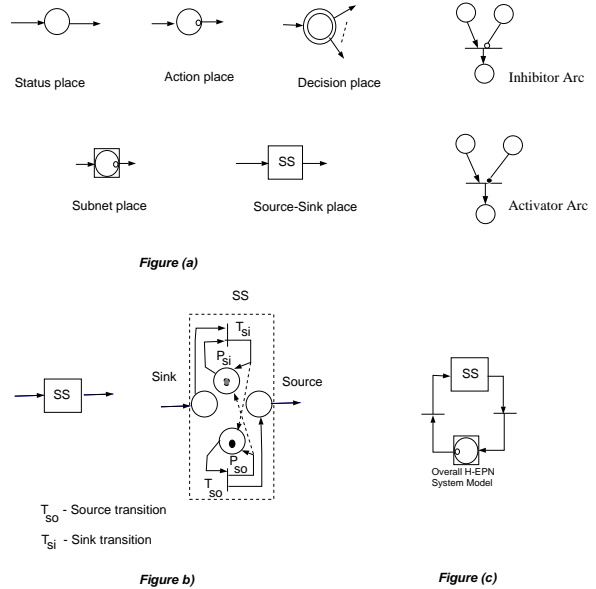 Status place
Action place
Decision place
Inhibitor Arc
SS
Subnet place
Source-Sink place
Activator Arc
Figure (a)
SS
T si
P si
Sink
Source
SS
SS
P so
T so
Overall H-EPN
System Model
T so - Source transition
T si - Sink transition
Figure b)
Figure (c)